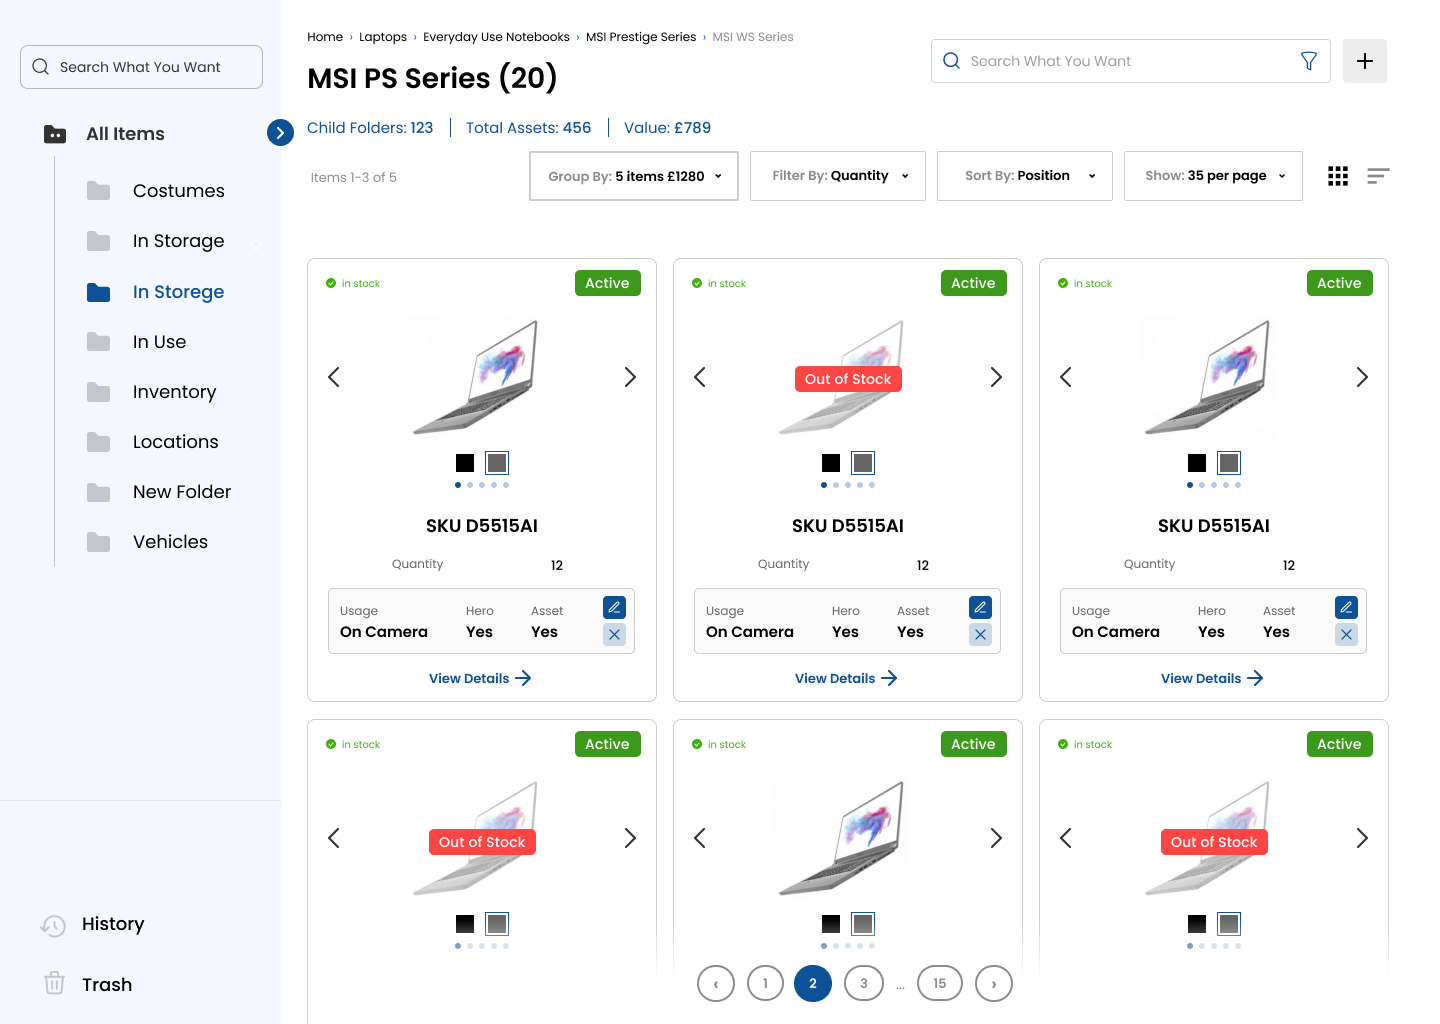 Search What You Want
All Items
Costumes
In Storage
In Storege
In Use
Inventory
Locations
New Folder
Vehicles
History
Trash
Home › Laptops › Everyday Use Notebooks › MSI Prestige Series › MSI WS Series
MSI PS Series (20)
Search What You Want
+
Child Folders: 123 | Total Assets: 456 | Value: £789
Items 1-3 of 5
Group By: 5 items £1280
Filter By: Quantity
Sort By: Position
Show: 35 per page
in stock
Active
SKU D5515AI
Quantity 12
Usage Hero Asset
On Camera Yes Yes
View Details
in stock
Active
Out of Stock
SKU D5515AI
Quantity 12
Usage Hero Asset
On Camera Yes Yes
View Details
in stock
Active
SKU D5515AI
Quantity 12
Usage Hero Asset
On Camera Yes Yes
View Details
in stock
Active
Out of Stock
in stock
Active
in stock
Active
Out of Stock
‹ 1 2 3 ... 15 ›